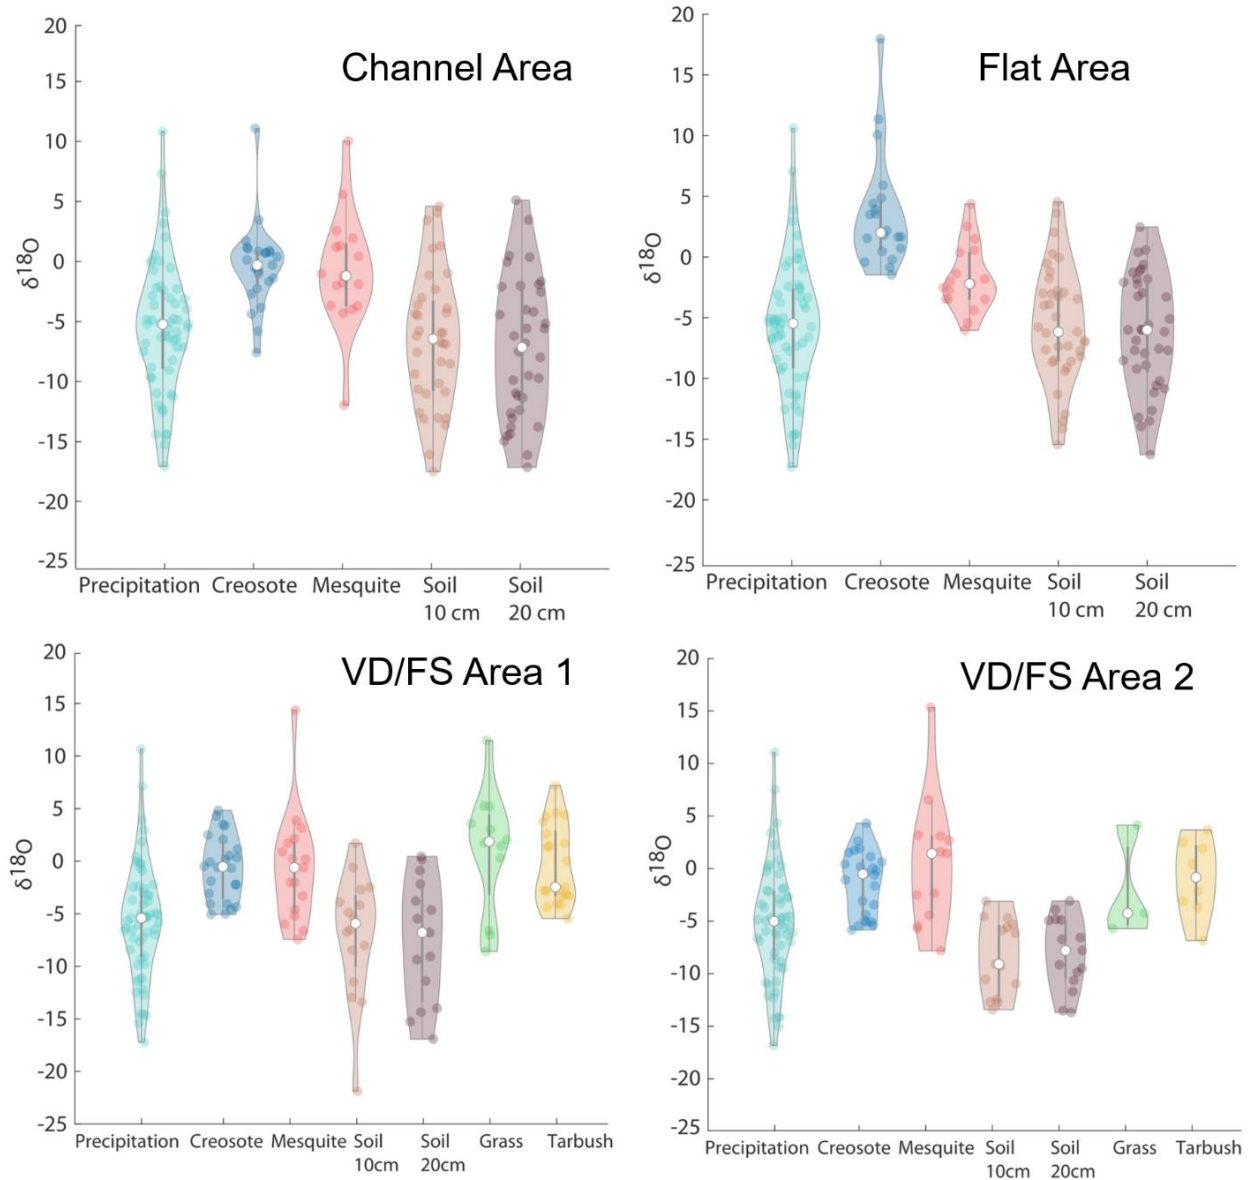 Channel Area
20
15
10
5
0
-5
-10
-15
-20
-25
δ18O
Precipitation Creosote Mesquite Soil Soil
10 cm 20 cm
Flat Area
20
15
10
5
0
-5
-10
-15
-20
-25
δ18O
Precipitation Creosote Mesquite Soil Soil
10 cm 20 cm
VD/FS Area 1
20
15
10
5
0
-5
-10
-15
-20
-25
δ18O
Precipitation Creosote Mesquite Soil Soil Grass Tarbush
10cm 20cm
VD/FS Area 2
20
15
10
5
0
-5
-10
-15
-20
-25
δ18O
Precipitation Creosote Mesquite Soil Soil Grass Tarbush
10cm 20cm